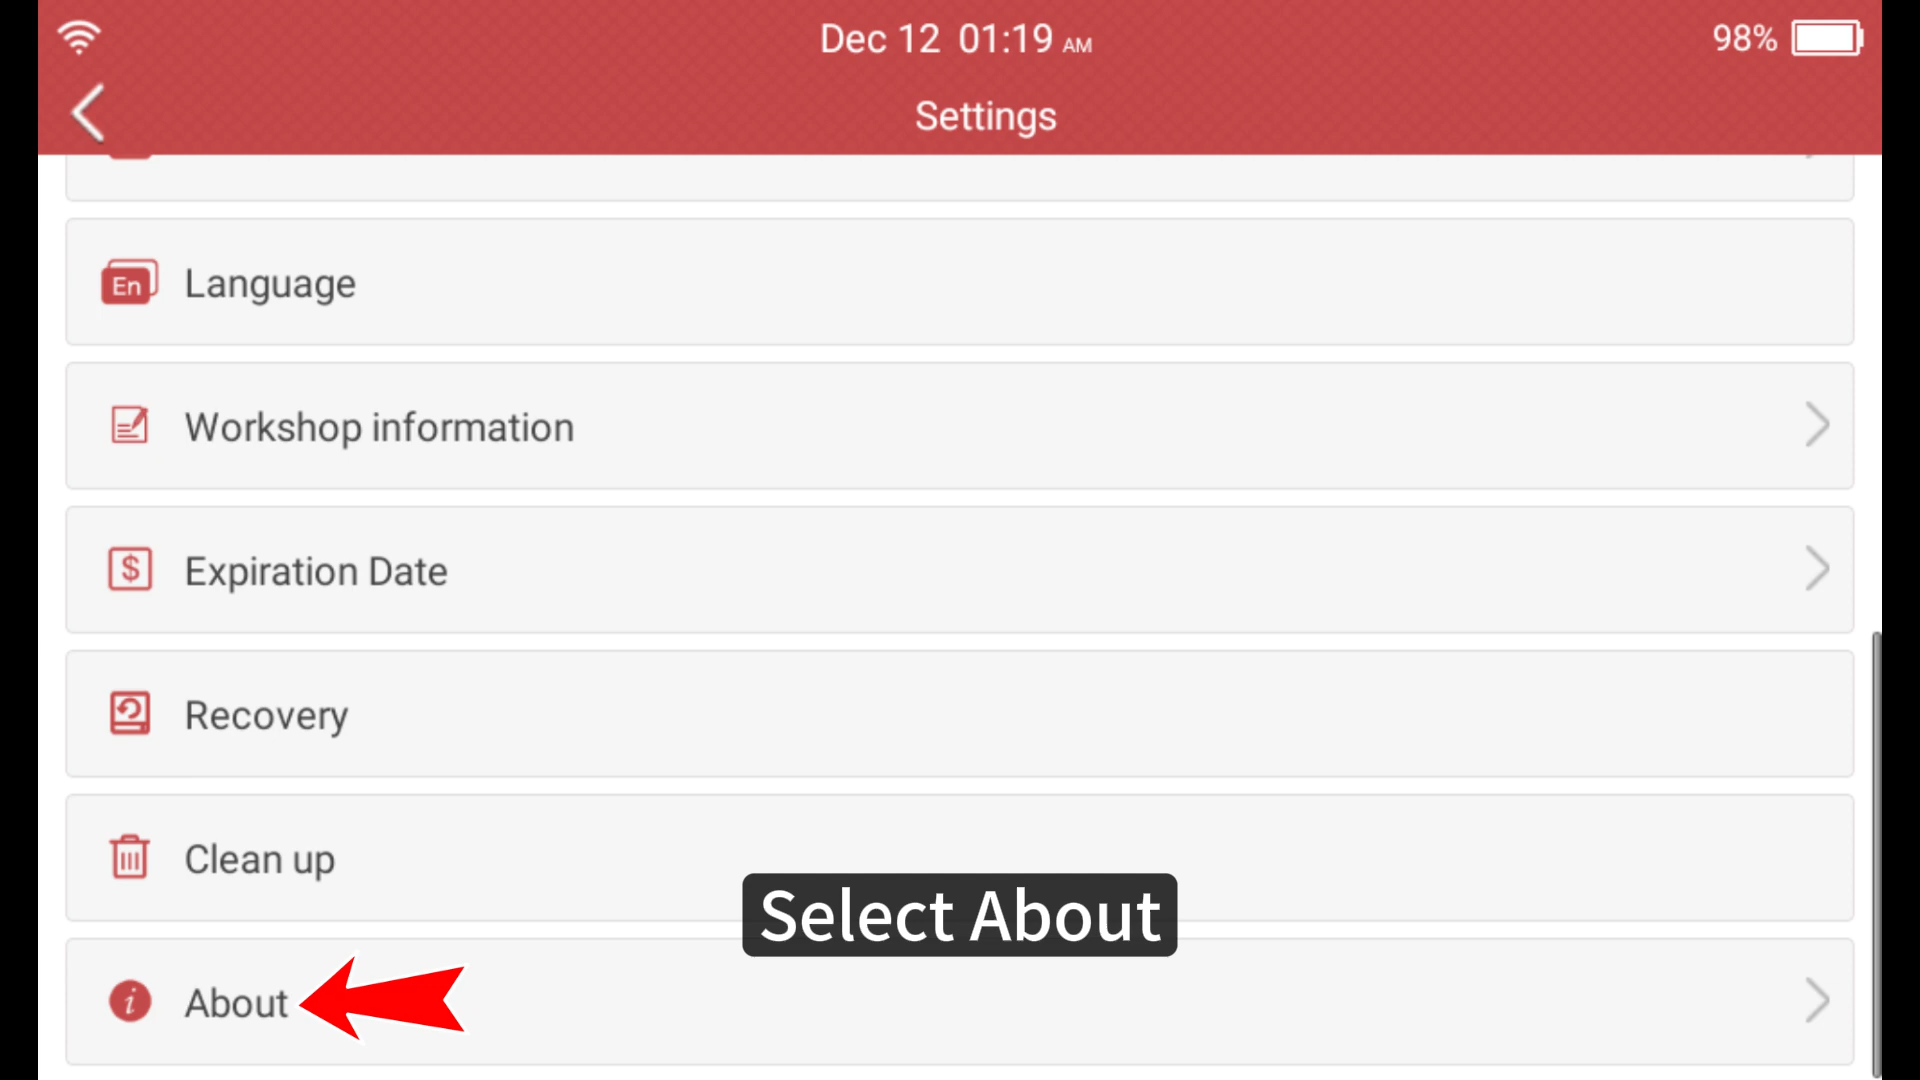 Dec 12 01:19 AM
98%
Settings
En Language
Workshop information
$ Expiration Date
Recovery
Clean up
Select About
i About